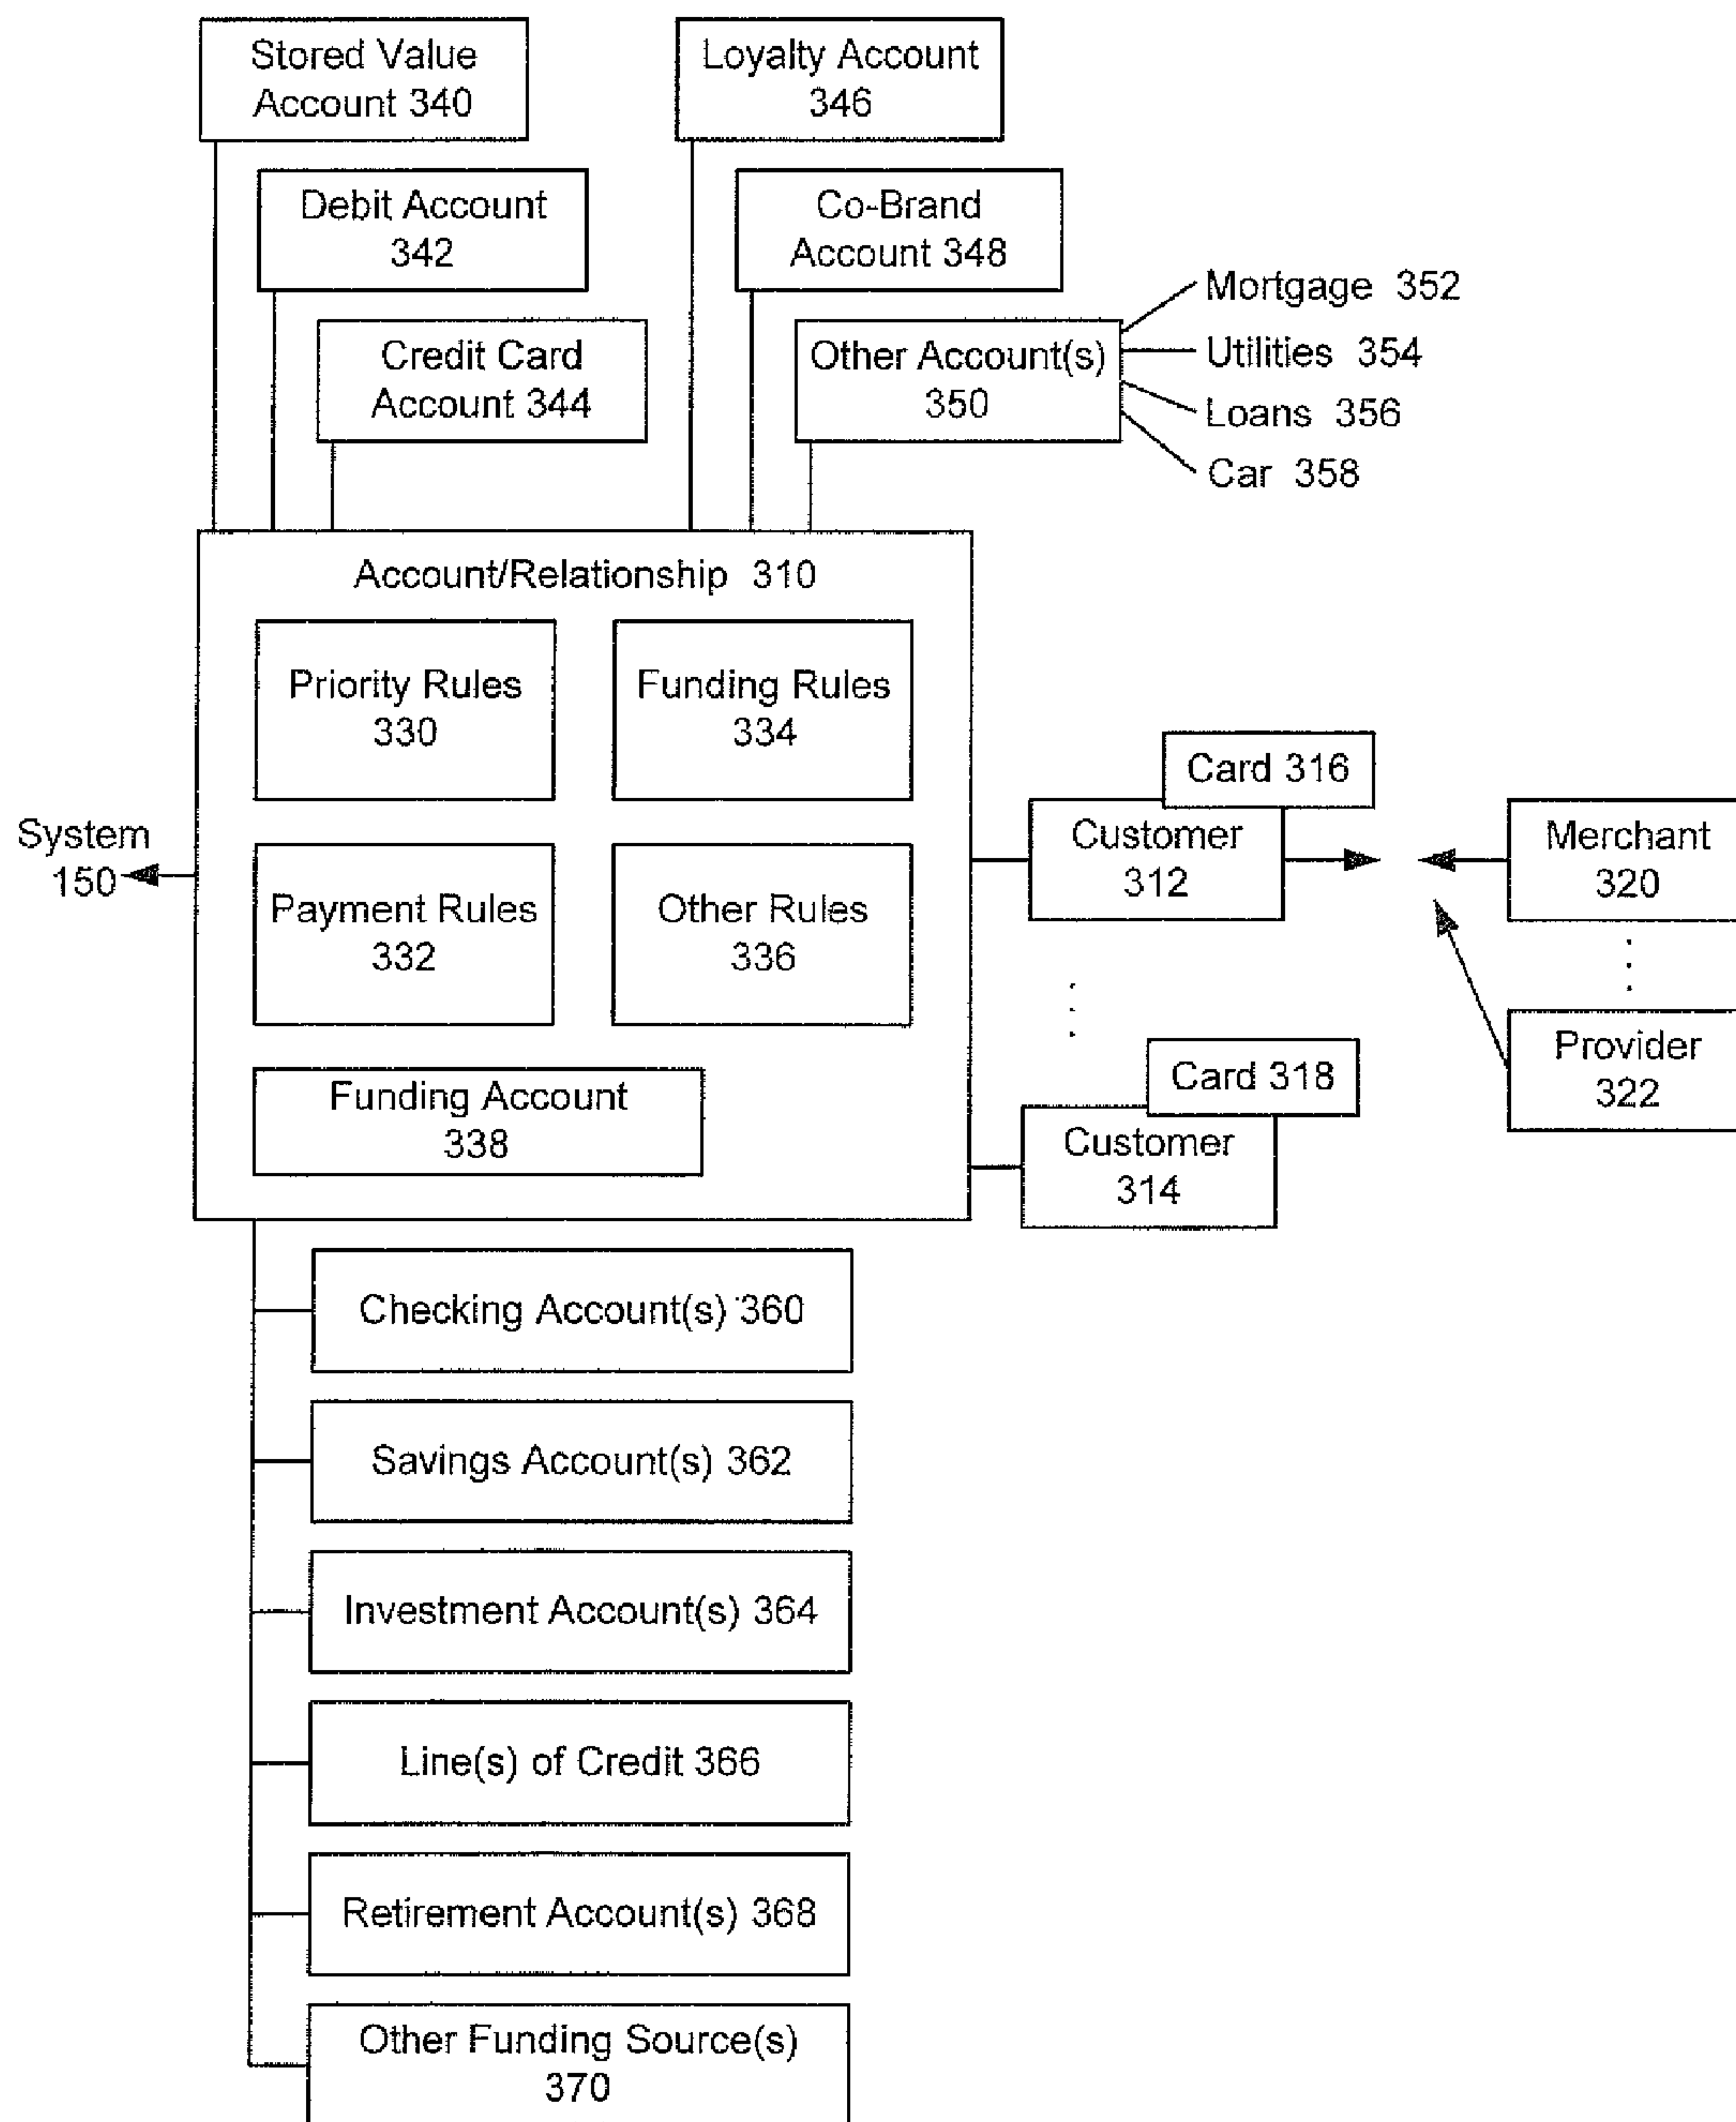 Stored Value
Account 340
Loyalty Account
346
Debit Account
342
Co-Brand
Account 348
Credit Card
Account 344
Other Account(s)
350
Mortgage 352
Utilities 354
Loans 356
Car 358
Account/Relationship 310
Priority Rules
330
Funding Rules
334
Payment Rules
332
Other Rules
336
Funding Account
338
System
150
Card 316
Customer
312
Merchant
320
Card 318
Customer
314
Provider
322
Checking Account(s) 360
Savings Account(s) 362
Investment Account(s) 364
Line(s) of Credit 366
Retirement Account(s) 368
Other Funding Source(s)
370